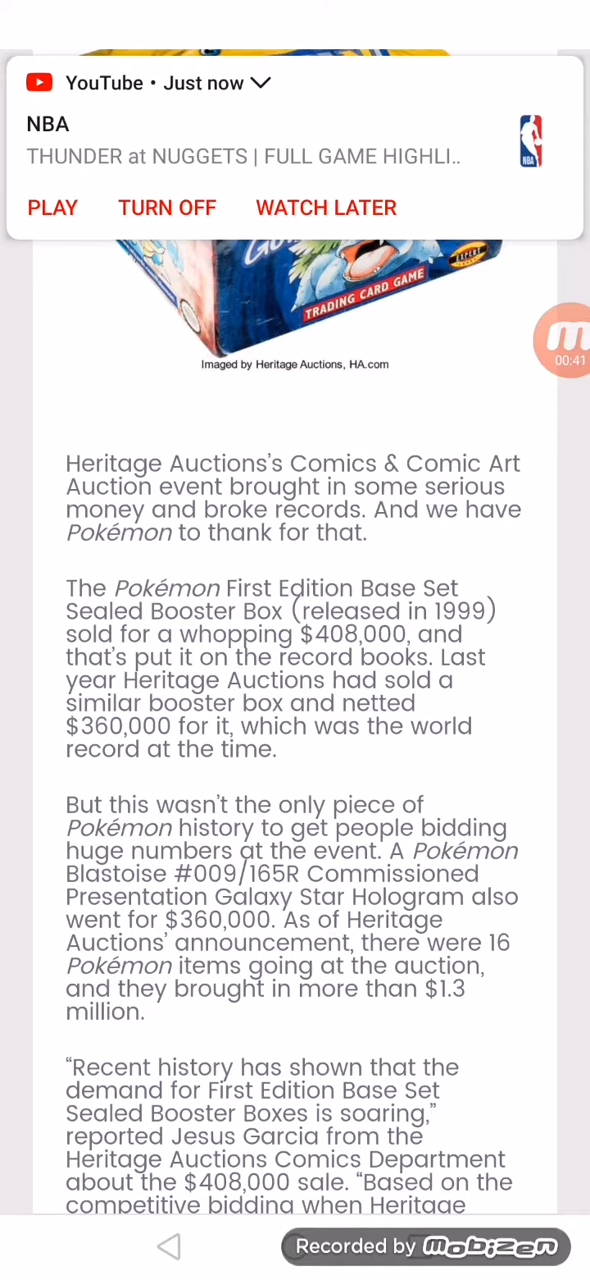 YouTube • Just now
NBA
THUNDER at NUGGETS | FULL GAME HIGHLI..
NBA
PLAY TURN OFF WATCH LATER
TRADING CARD GAME
EXPERT
Imaged by Heritage Auctions, HA.com
00:41
Heritage Auctions's Comics & Comic Art
Auction event brought in some serious
money and broke records. And we have
Pokémon to thank for that.
The Pokémon First Edition Base Set
Sealed Booster Box (released in 1999)
sold for a whopping $408,000, and
that's put it on the record books. Last
year Heritage Auctions had sold a
similar booster box and netted
$360,000 for it, which was the world
record at the time.
But this wasn't the only piece of
Pokémon history to get people bidding
huge numbers at the event. A Pokémon
Blastoise #009/165R Commissioned
Presentation Galaxy Star Hologram also
went for $360,000. As of Heritage
Auctions' announcement, there were 16
Pokémon items going at the auction,
and they brought in more than $1.3
million.
“Recent history has shown that the
demand for First Edition Base Set
Sealed Booster Boxes is soaring,”
reported Jesus Garcia from the
Heritage Auctions Comics Department
about the $408,000 sale. “Based on the
competitive bidding when Heritage
Recorded by mobizen